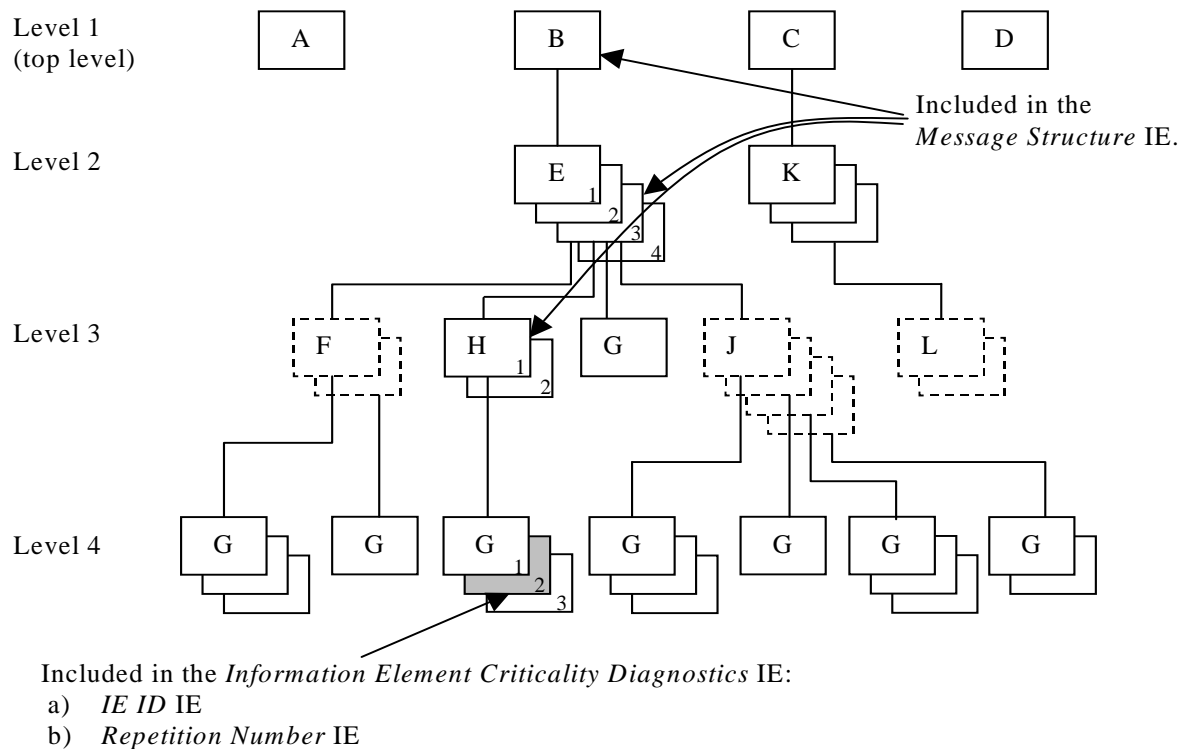 Level 1
(top level)
A
B
C
D
Included in the
Message Structure IE.
Level 2
E
1
2
3
4
K
Level 3
F
H
1
2
G
J
L
Level 4
G
G
G
1
2
3
G
G
G
G
Included in the Information Element Criticality Diagnostics IE:
a) IE ID IE
b) Repetition Number IE